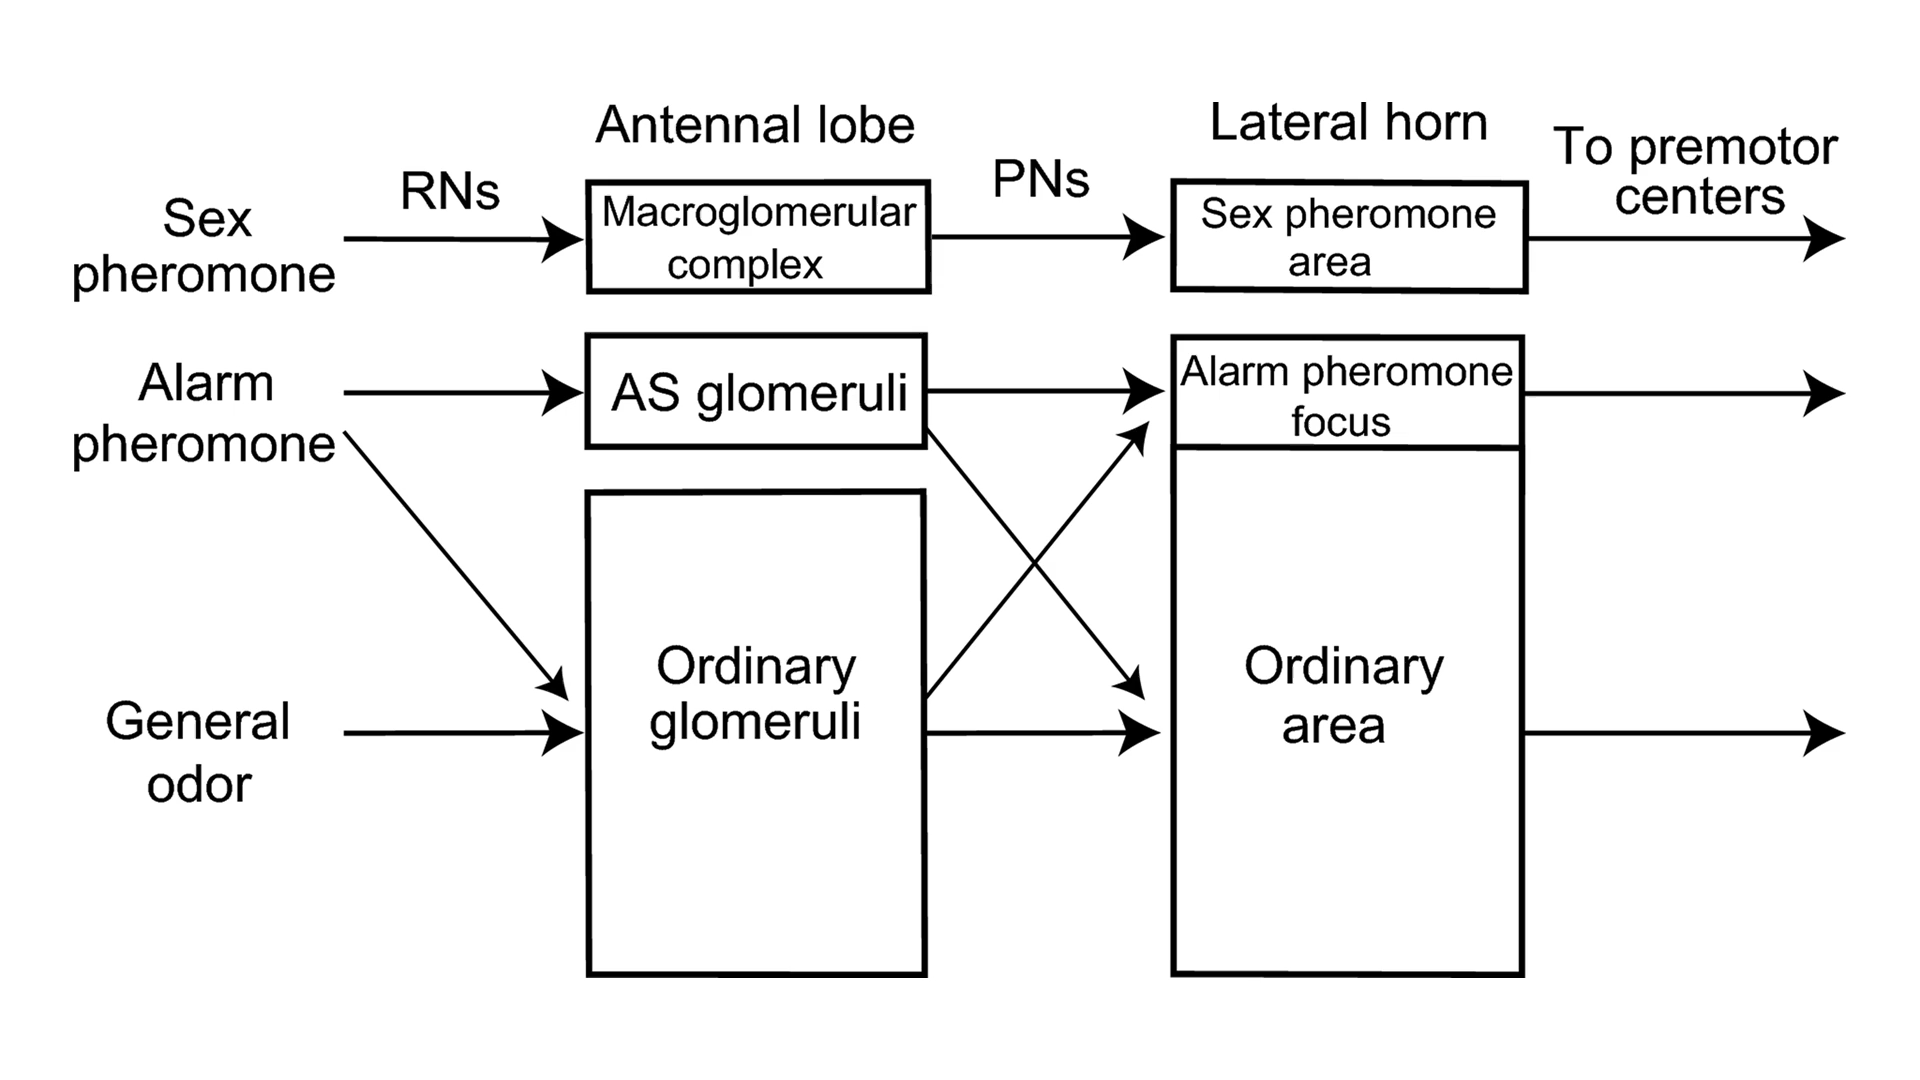 Antennal lobe
Lateral horn
RNs
PNs
To premotor
centers
Sex
pheromone
Macroglomerular
complex
Sex pheromone
area
Alarm
pheromone
AS glomeruli
Alarm pheromone
focus
General
odor
Ordinary
glomeruli
Ordinary
area